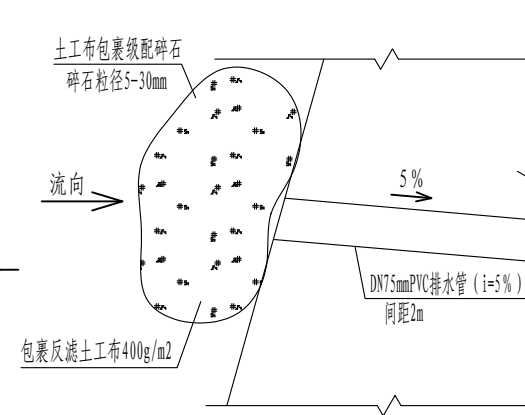 土工布包裹级配碎石
碎石粒径5-30mm
流向
5%
DN75mmPVC排水管（i=5%）
间距2m
包裹反滤土工布400g/m2